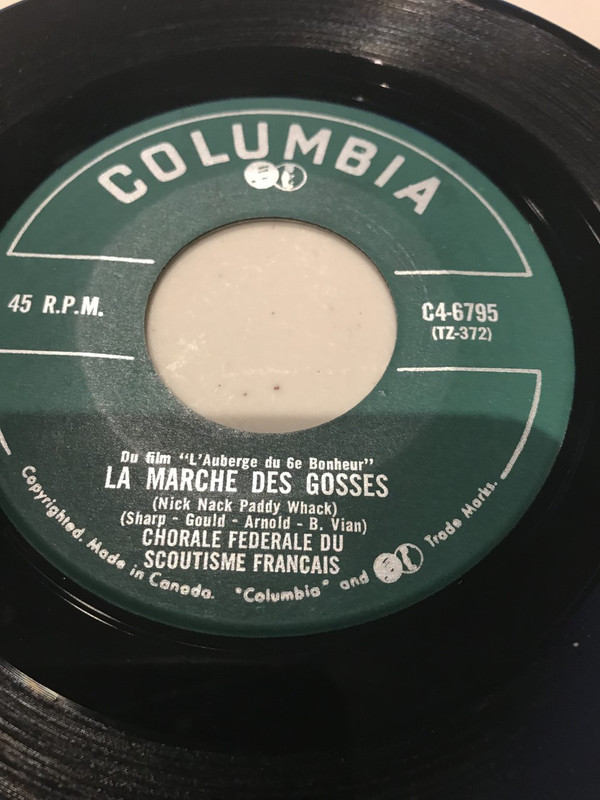 COLUMBIA
45 R.P.M.
C4-6795
(TZ-372)
Du film "L'Auberge du 6e Bonheur"
LA MARCHE DES GOSSES
(Nick Nack Paddy Whack)
(Sharp - Gould - Arnold - B. Vian)
CHORALE FEDERALE DU
SCOUTISME FRANCAIS
Copyrighted. Made in Canada. "Columbia" and Trade Marks.